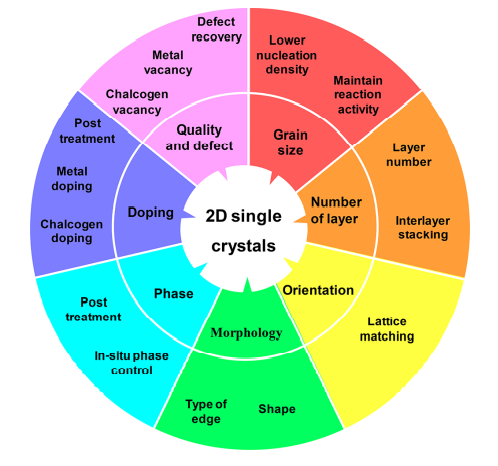 Defect
recovery
Metal
vacancy
Chalcogen
vacancy
Quality
and defect
Lower
nucleation
density
Maintain
reaction
activity
Grain
size
Layer
number
Interlayer
stacking
Number
of layer
Lattice
matching
Orientation
Shape
Type of
edge
Morphology
In-situ phase
control
Post
treatment
Phase
Chalcogen
doping
Metal
doping
Post
treatment
Doping
2D single
crystals